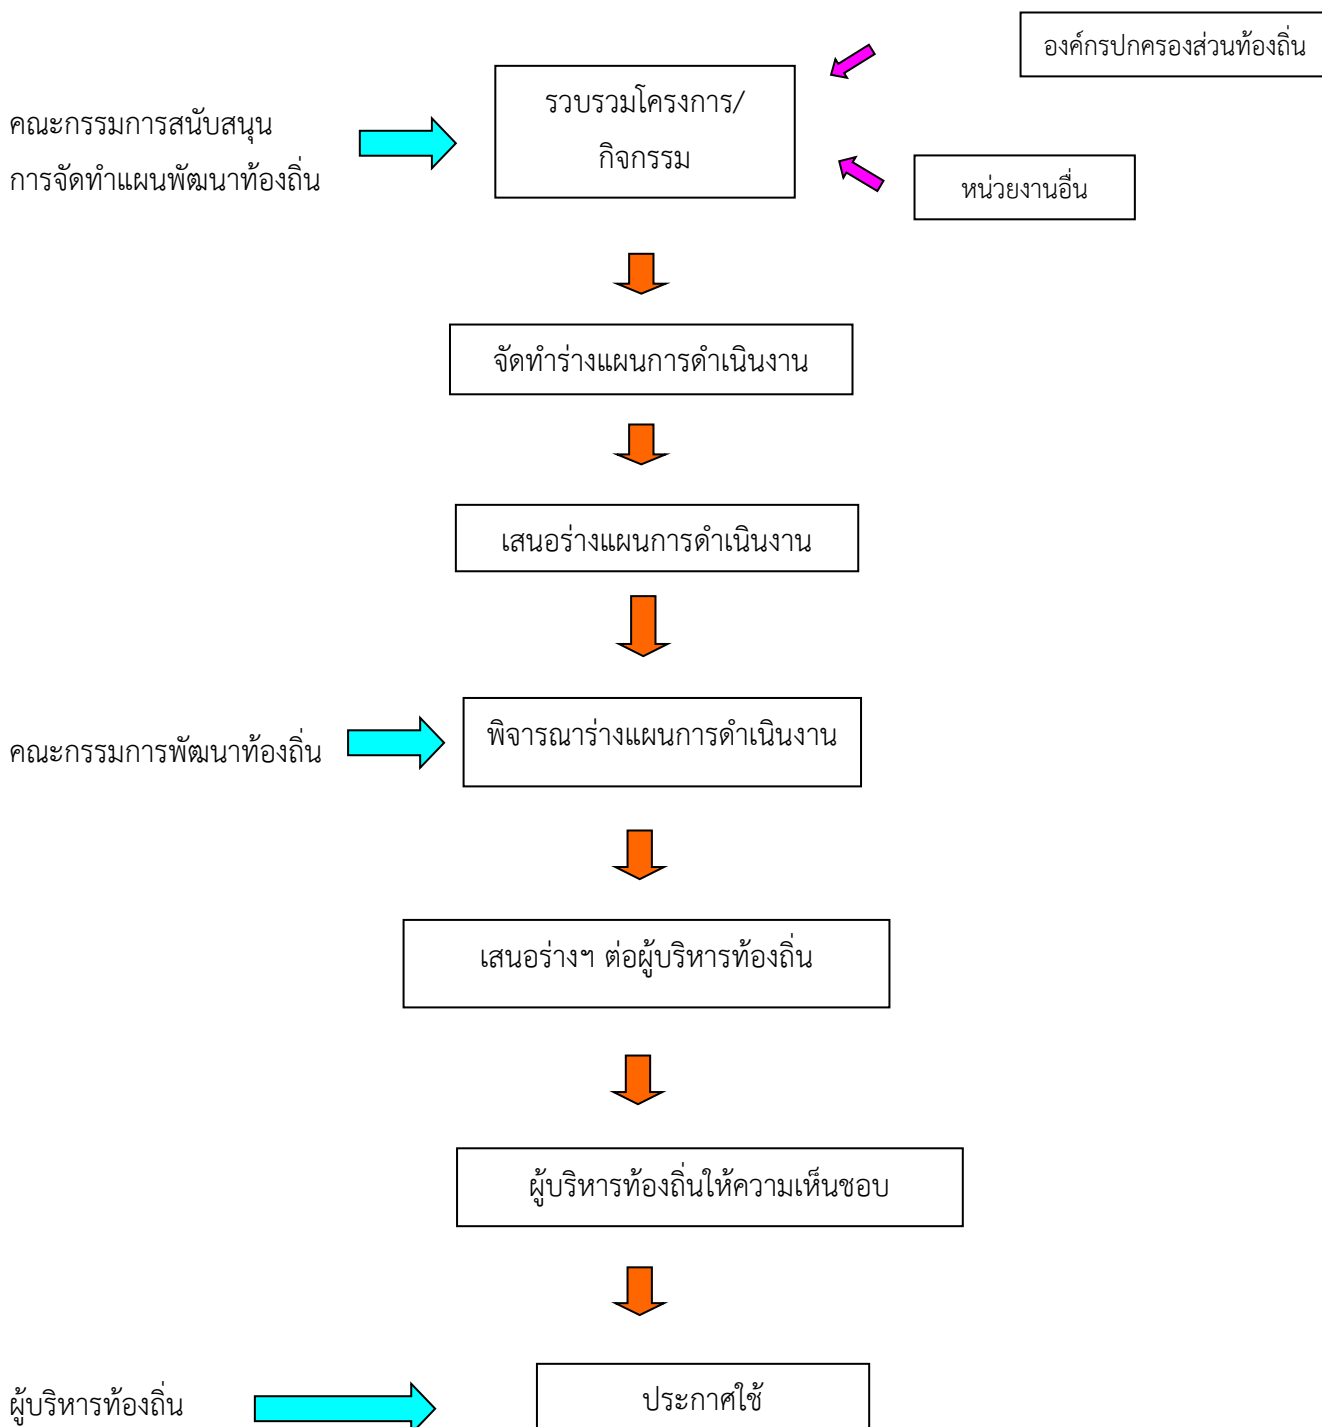 องค์กรปกครองส่วนท้องถิ่น
รวบรวมโครงการ/
กิจกรรม
คณะกรรมการสนับสนุน
การจัดทำแผนพัฒนาท้องถิ่น
หน่วยงานอื่น
จัดทำร่างแผนการดำเนินงาน
เสนอร่างแผนการดำเนินงาน
พิจารณาร่างแผนการดำเนินงาน
คณะกรรมการพัฒนาท้องถิ่น
เสนอร่างฯ ต่อผู้บริหารท้องถิ่น
ผู้บริหารท้องถิ่นให้ความเห็นชอบ
ประกาศใช้
ผู้บริหารท้องถิ่น